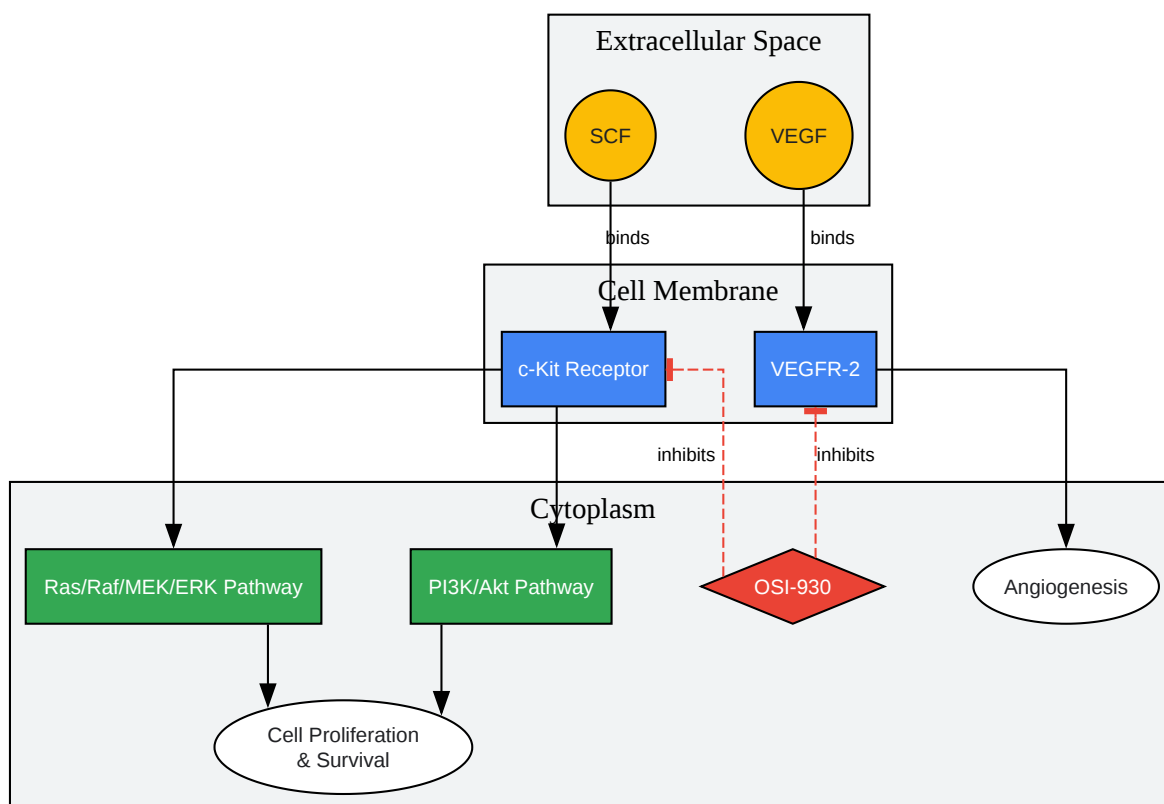 Extracellular Space
SCF
VEGF
binds
binds
Cell Membrane
c-Kit Receptor
VEGFR-2
inhibits
inhibits
Cytoplasm
Ras/Raf/MEK/ERK Pathway
PI3K/Akt Pathway
OSI-930
Angiogenesis
Cell Proliferation
& Survival